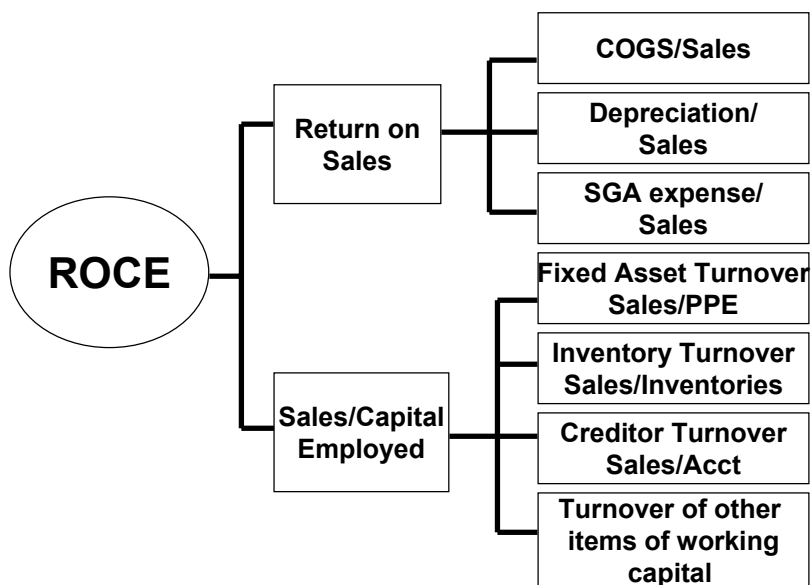 COGS/Sales
Return on
Sales
Depreciation/
Sales
SGA expense/
Sales
ROCE
Fixed Asset Turnover
Sales/PPE
Sales/Capital
Employed
Inventory Turnover
Sales/Inventories
Creditor Turnover
Sales/Acct
Turnover of other
items of working
capital